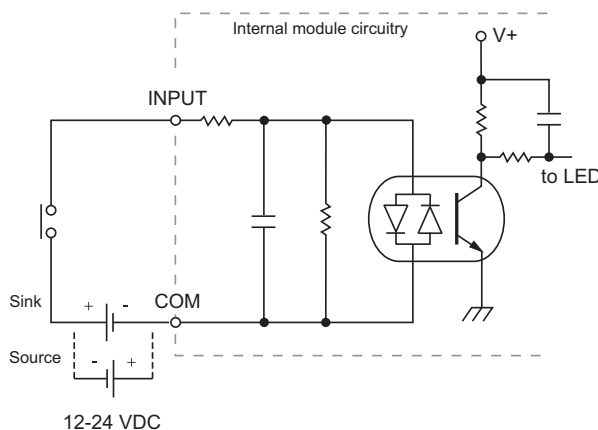 Internal module circuitry
V+
INPUT
to LED
COM
Sink
+ -
Source
- +
12-24 VDC